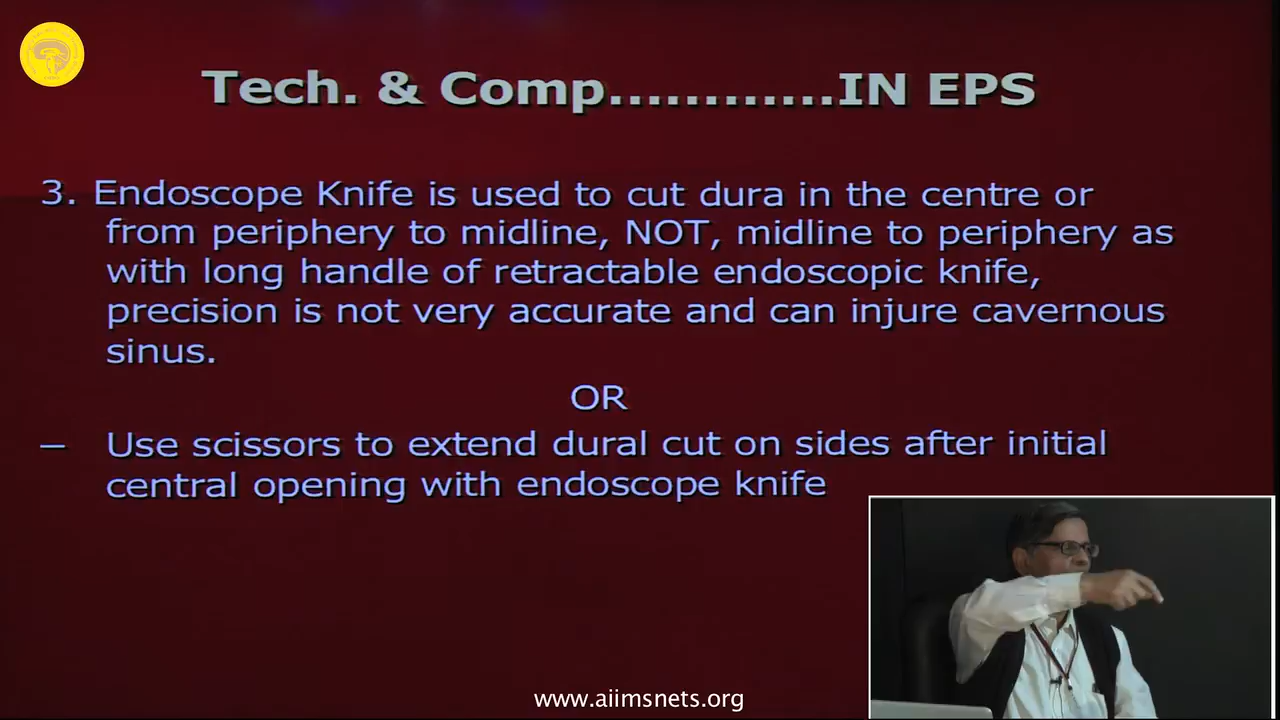 Tech. & Comp............IN EPS
3. Endoscope Knife is used to cut dura in the centre or
from periphery to midline, NOT, midline to periphery as
with long handle of retractable endoscopic knife,
precision is not very accurate and can injure cavernous
sinus.
OR
– Use scissors to extend dural cut on sides after initial
central opening with endoscope knife
www.aiimsnets.org